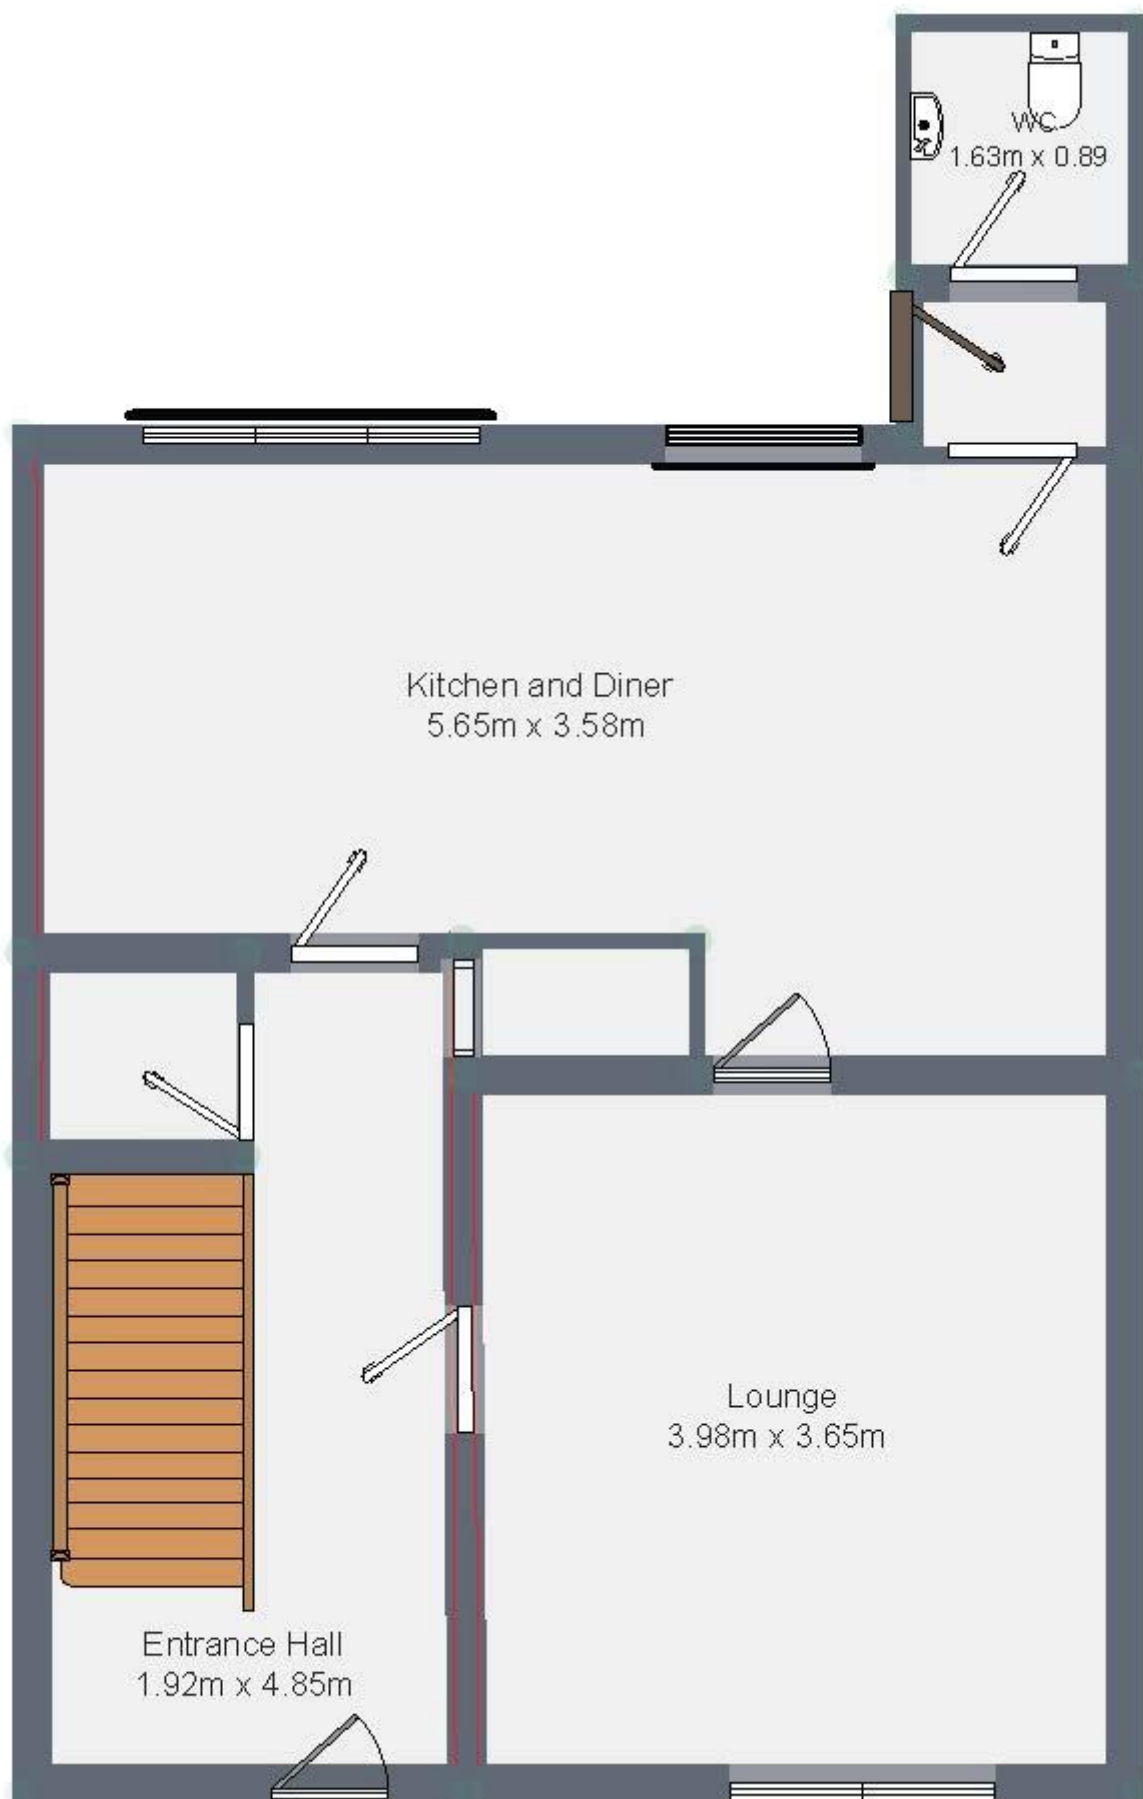 WC
1.63m x 0.89
Kitchen and Diner
5.65m x 3.58m
Lounge
3.98m x 3.65m
Entrance Hall
1.92m x 4.85m